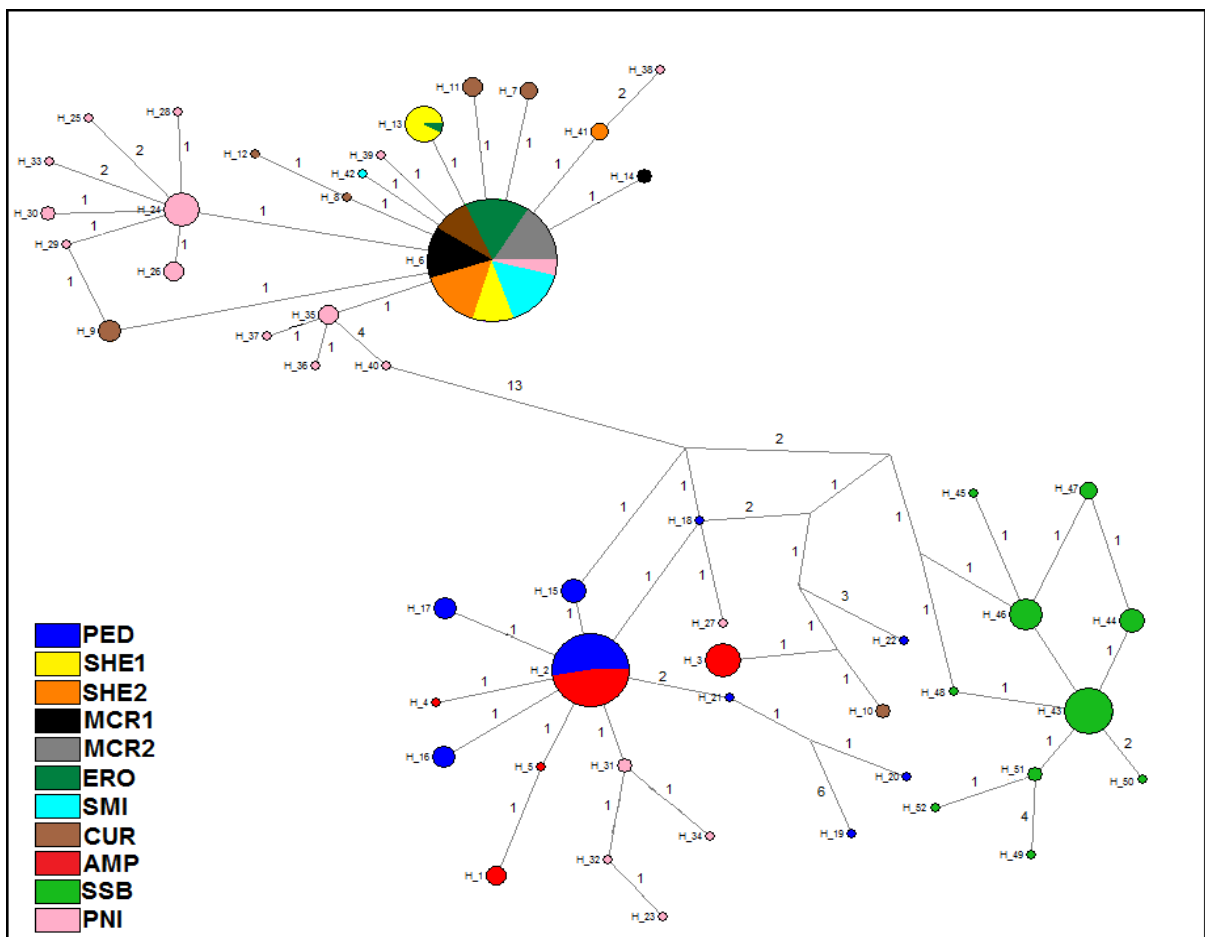 H_38
H_11
H_7
2
H_28
H_25
H_13
H_41
1
2
1
1
H_33
2
H_12
1
H_39
1
1
1
H_42
1
1
H_14
H_8
1
1
H_30
1
H_24
1
1
H_29
1
H_26
H_6
1
1
H_9
1
H_35
1
4
H_37
1
H_36
H_40
13
2
1
1
1
H_45
H_47
H_18
2
1
1
1
1
1
1
1
H_15
1
3
H_17
1
1
H_27
H_46
H_44
H_22
1
1
1
PED
H_2
H_3
SHE1
2
H_48
1
H_43
SHE2
1
H_4
H_21
1
H_10
MCR1
1
1
1
1
1
2
MCR2
H_16
H_5
H_31
1
H_20
H_51
H_50
ERO
1
1
1
6
1
4
H_52
SMI
H_34
H_19
CUR
H_32
H_49
AMP
H_1
1
SSB
H_23
PNI